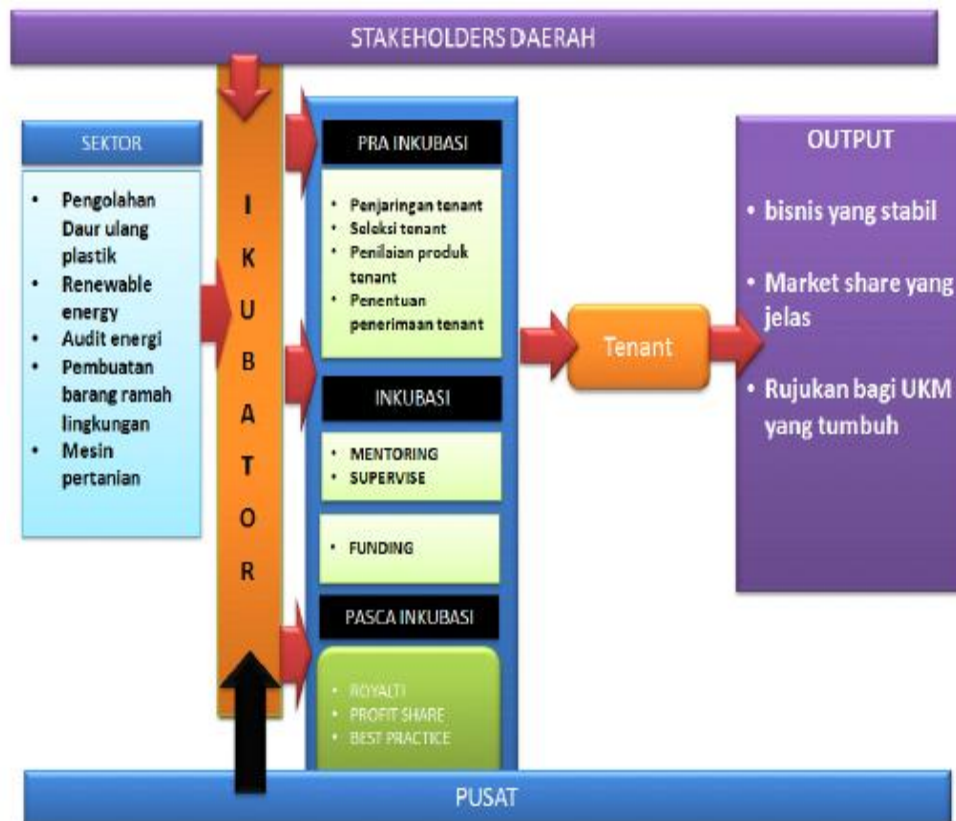 STAKEHOLDERS DAERAH
SEKTOR
• Pengolahan
Daur ulang
plastik
• Renewable
energy
• Audit energi
• Pembuatan
barang ramah
lingkungan
• Mesin
pertanian
I
K
U
B
A
T
O
R
PRA INKUBASI
• Penjaringan tenant
• Seleksi tenant
• Penilaian produk
tenant
• Penentuan
penerimaan tenant
INKUBASI
• MENTORING
• SUPERVISE
• FUNDING
PASCA INKUBASI
• ROYALTI
• PROFIT SHARE
• BEST PRACTICE
Tenant
OUTPUT
• bisnis yang stabil
• Market share yang
jelas
• Rujukan bagi UKM
yang tumbuh
PUSAT